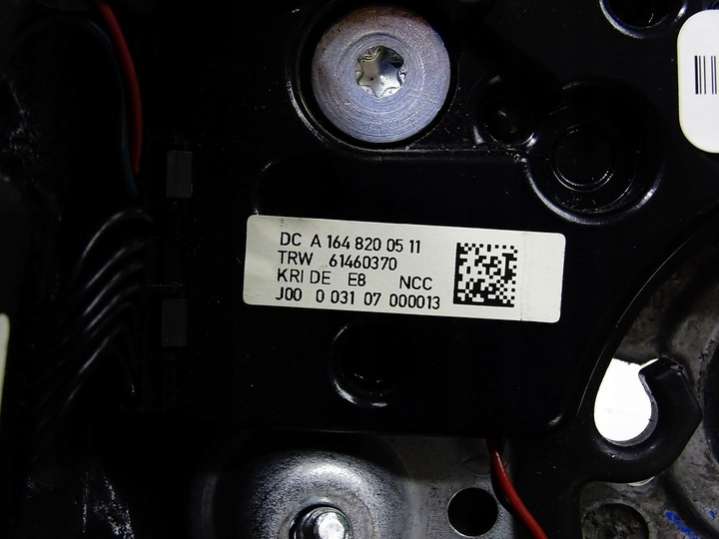 DC A 164 820 05 11
TRW 61460370
KRI DE E8 NCC
J00 0 031 07 000013